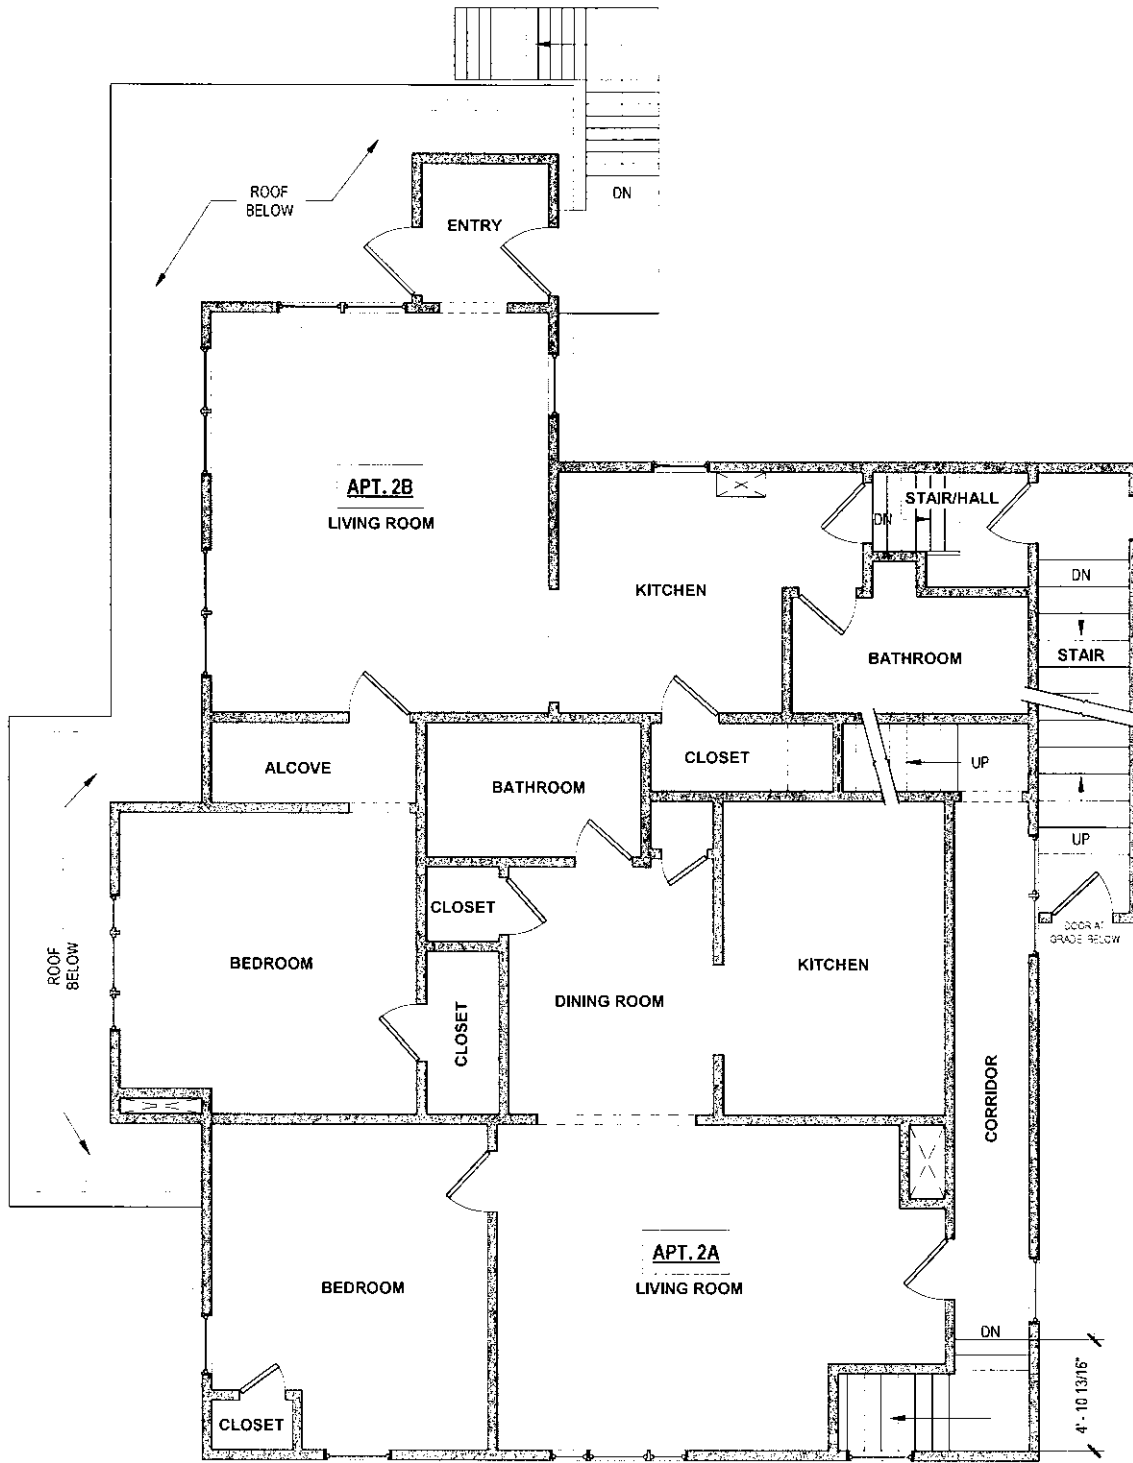 ROOF
BELOW
DN
ENTRY
APT. 2B
LIVING ROOM
STAIR/HALL
DN
KITCHEN
DN
BATHROOM
STAIR
ALCOVE
BATHROOM
CLOSET
UP
UP
DOOR AT
GRADE BELOW
CLOSET
ROOF
BELOW
BEDROOM
DINING ROOM
KITCHEN
CLOSET
CORRIDOR
APT. 2A
LIVING ROOM
BEDROOM
DN
4' - 10 13/16"
CLOSET